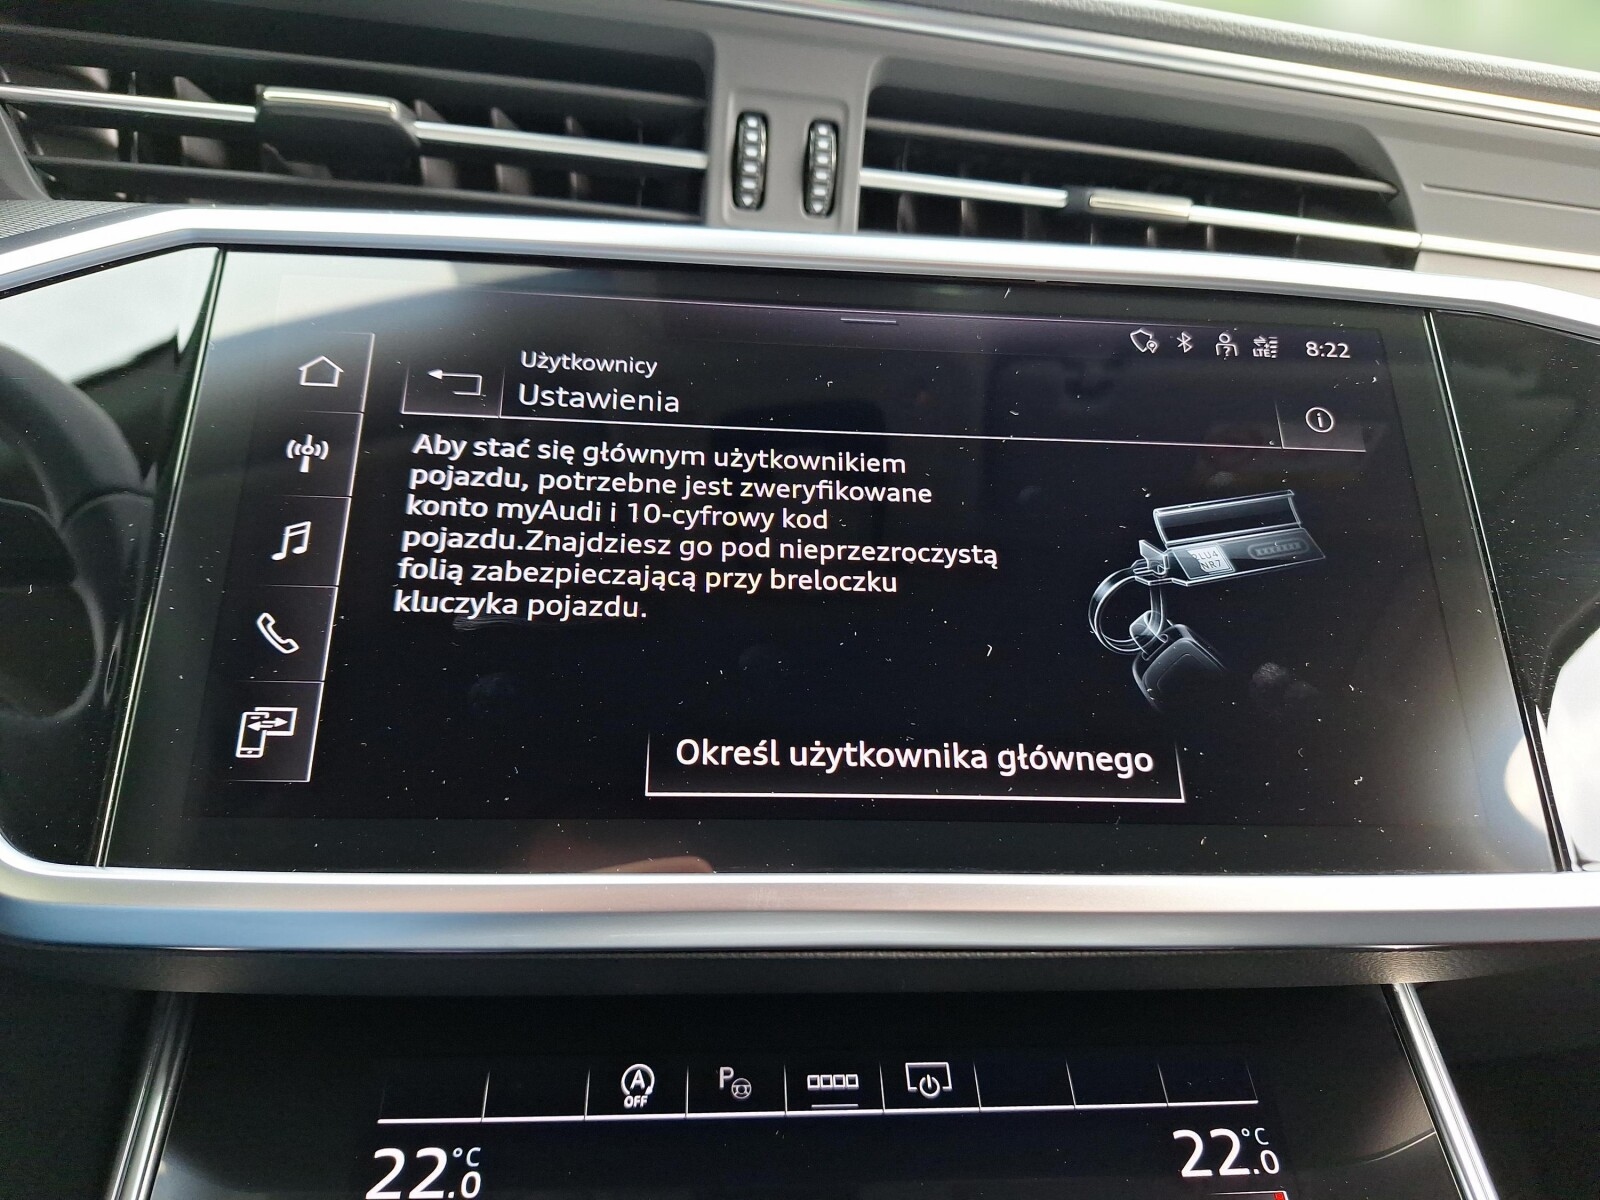 LTE
8:22
Użytkownicy
Ustawienia
Aby stać się głównym użytkownikiem
pojazdu, potrzebne jest zweryfikowane
konto myAudi i 10-cyfrowy kod
pojazdu.Znajdziesz go pod nieprzezroczystą
folią zabezpieczającą przy breloczku
kluczyka pojazdu.
Określ użytkownika głównego
A
OFF
P
22.0 °C
22.0 °C